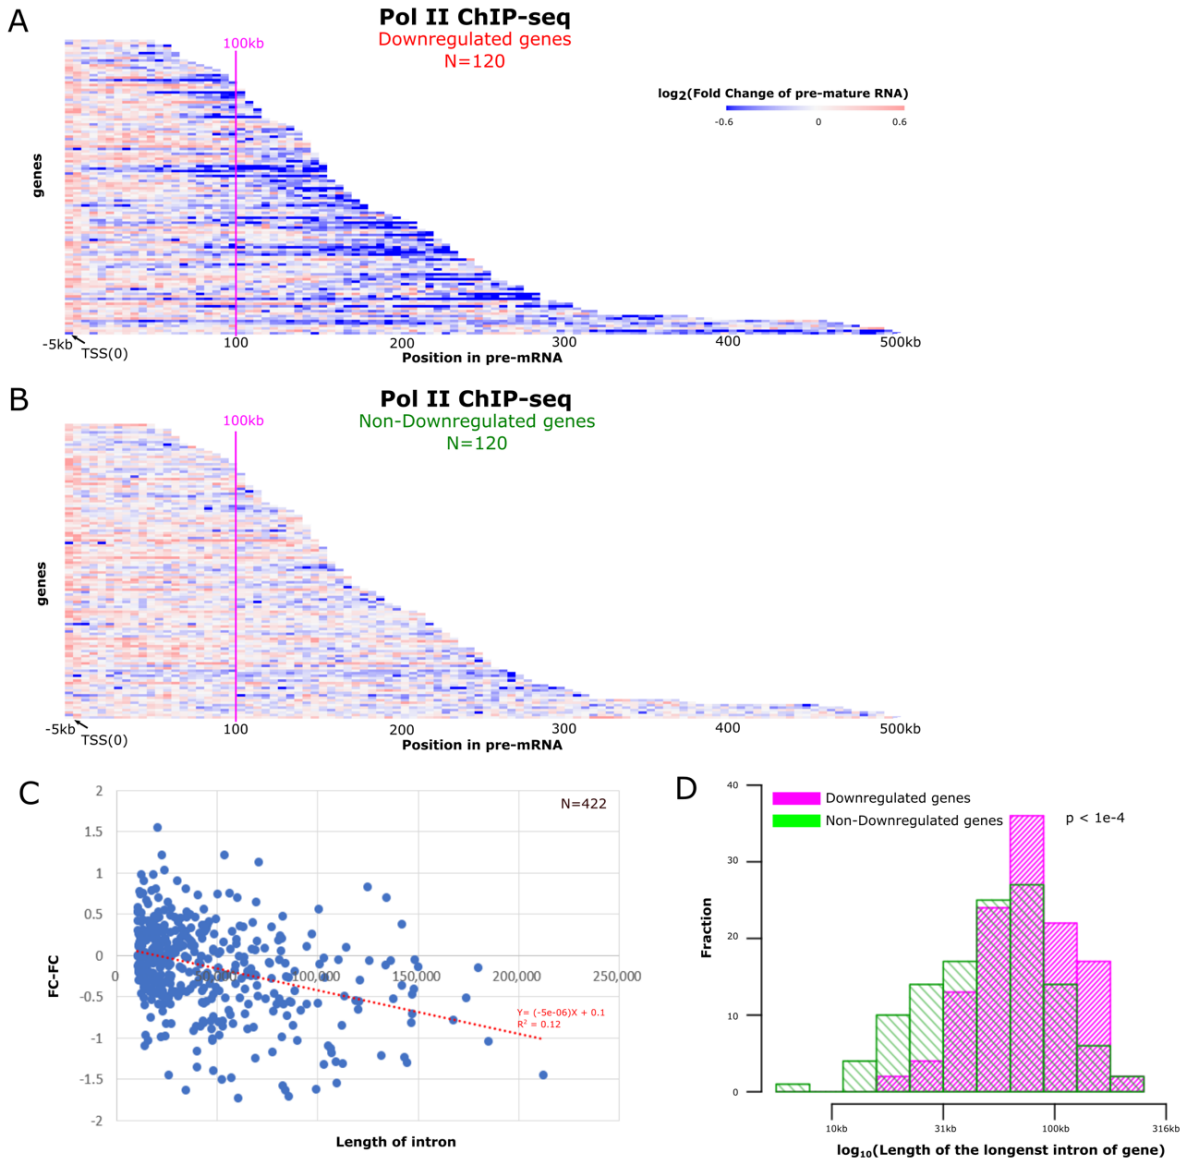 A
Pol II ChIP-seq
Downregulated genes
N=120
100kb
log2(Fold Change of pre-mature RNA)
-0.6 0 0.6
genes
-5kb TSS(0) 100 200 300 400 500kb
Position in pre-mRNA
B
Pol II ChIP-seq
Non-Downregulated genes
N=120
100kb
genes
-5kb TSS(0) 100 200 300 400 500kb
Position in pre-mRNA
C
N=422
2
1.5
1
0.5
0
-0.5
-1
-1.5
-2
FC-FC
0 100,000 150,000 200,000 250,000
Y= (-5e-06)X + 0.1
R² = 0.12
Length of intron
D
Downregulated genes
Non-Downregulated genes
p < 1e-4
40
30
20
10
0
Fraction
10kb 31kb 100kb 316kb
log10(Length of the longenst intron of gene)